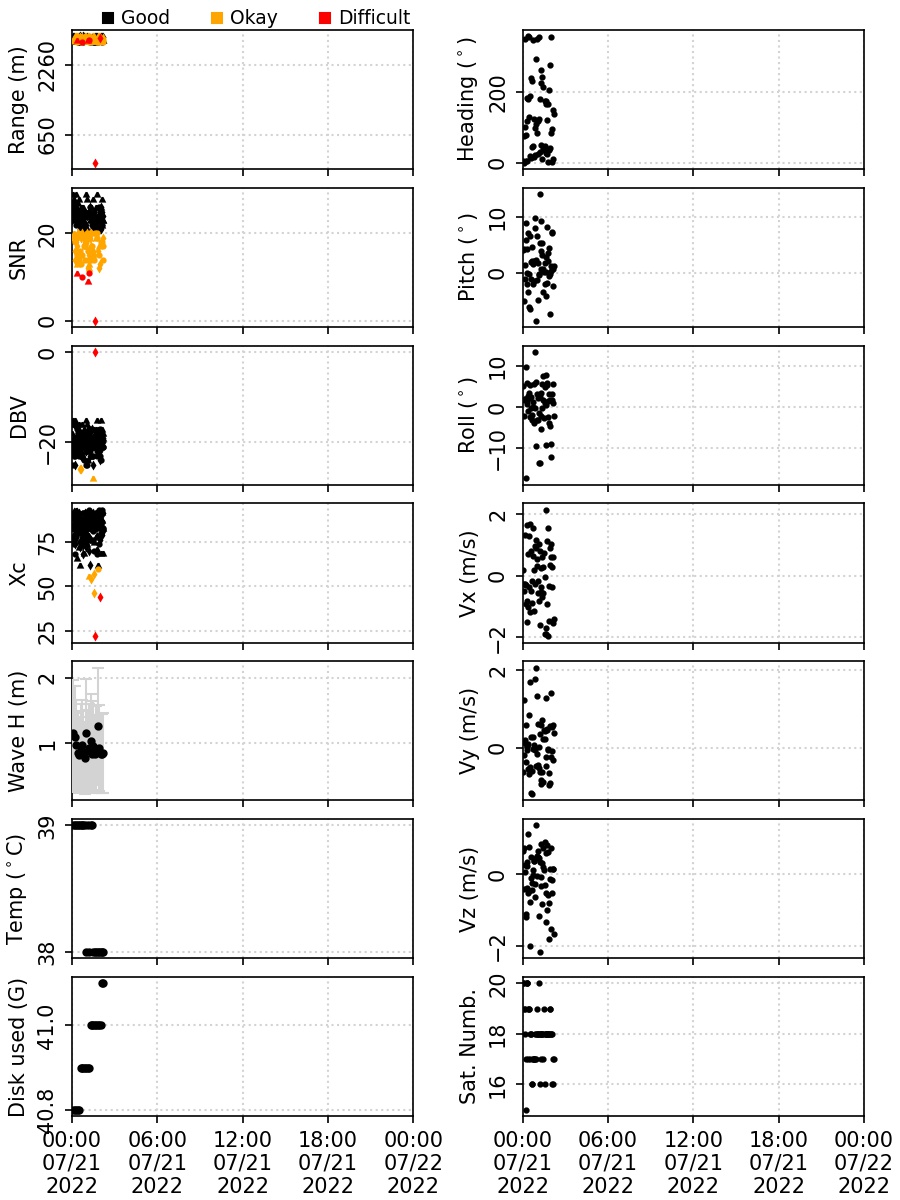 Good Okay Difficult
Range (m)
2260
650
Heading (°)
200
0
SNR
20
0
Pitch (°)
10
0
DBV
0
−20
Roll (°)
10
0
−10
Xc
75
50
25
Vx (m/s)
2
0
−2
Wave H (m)
2
1
Vy (m/s)
2
0
Temp (°C)
39
38
Vz (m/s)
0
−2
Disk used (G)
41.0
40.8
Sat. Numb.
20
18
16
00:00 06:00 12:00 18:00 00:00 00:00 06:00 12:00 18:00 00:00
07/21 07/21 07/21 07/21 07/22 07/21 07/21 07/21 07/21 07/22
2022 2022 2022 2022 2022 2022 2022 2022 2022 2022